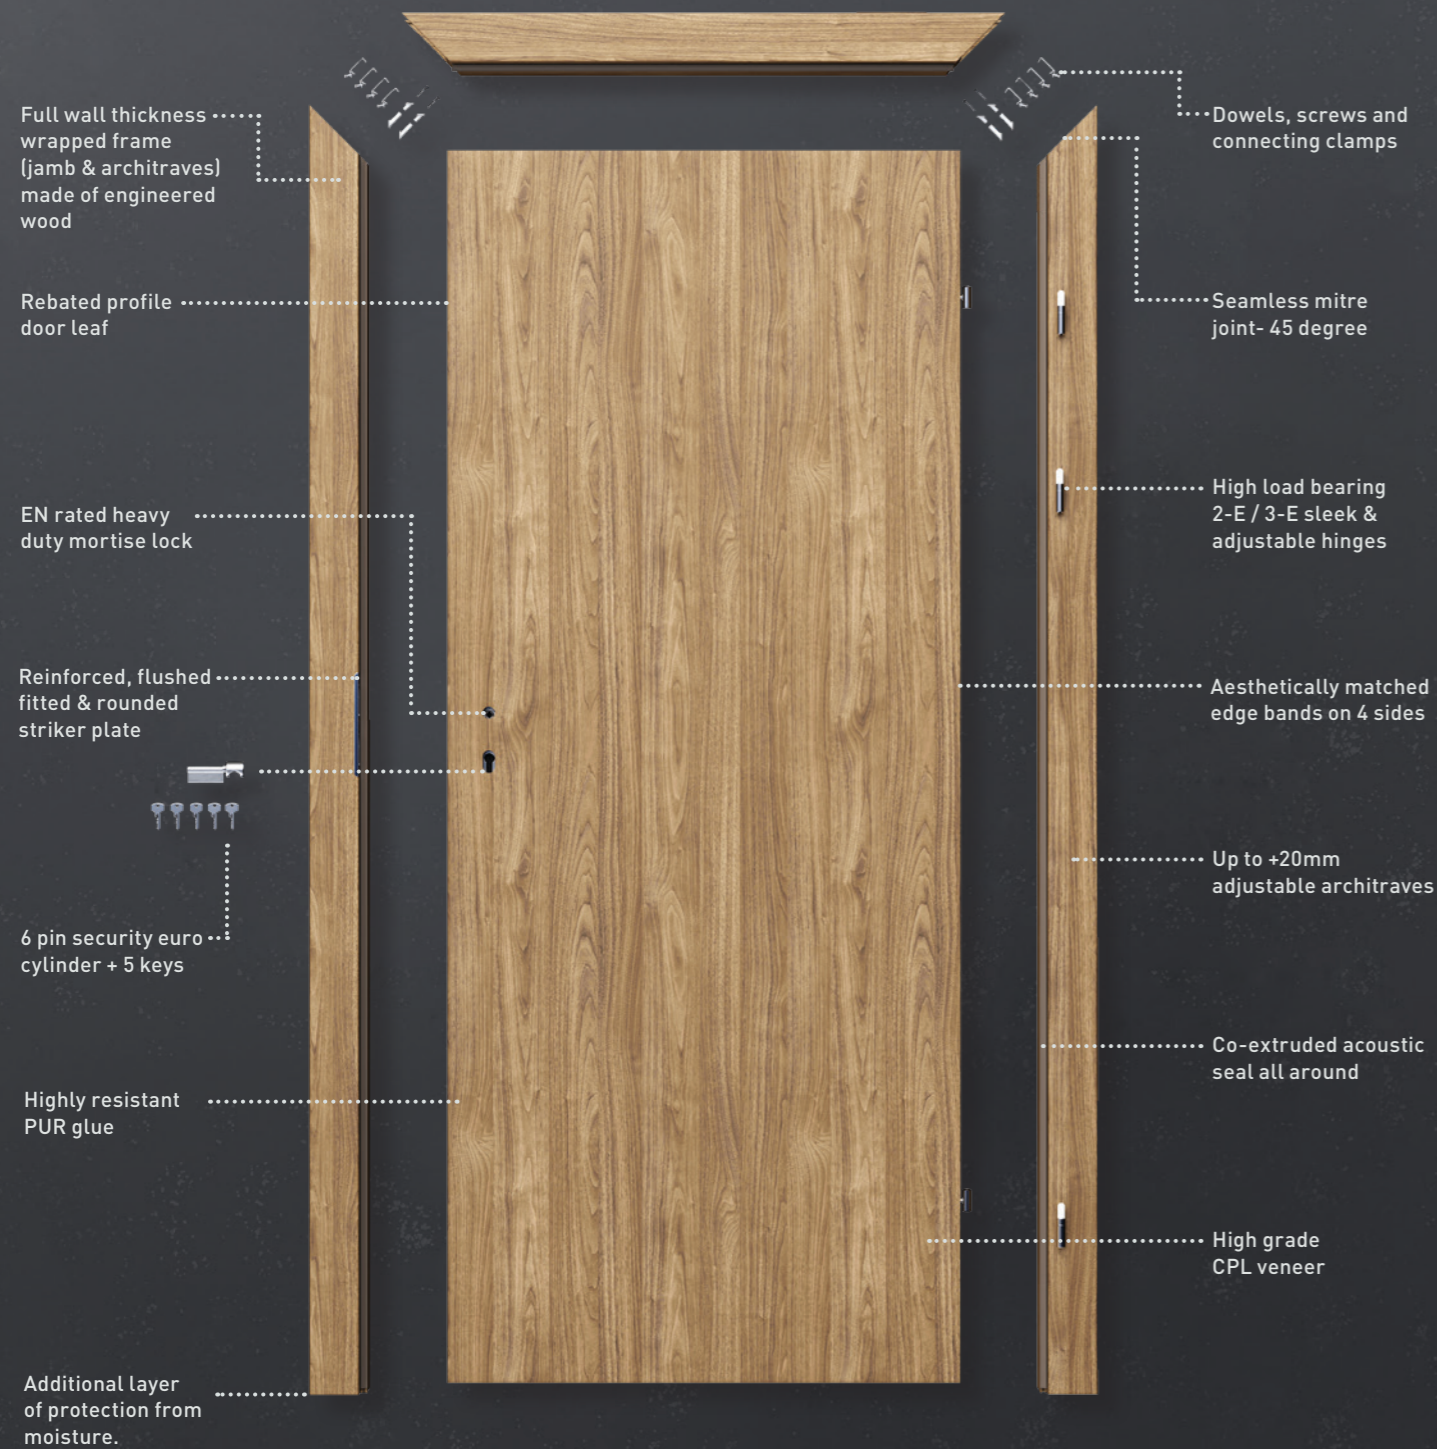 Full wall thickness
wrapped frame
(jamb & architraves)
made of engineered
wood
Rebated profile
door leaf
EN rated heavy
duty mortise lock
Reinforced, flushed
fitted & rounded
striker plate
6 pin security euro
cylinder + 5 keys
Highly resistant
PUR glue
Additional layer
of protection from
moisture.
Dowels, screws and
connecting clamps
Seamless mitre
joint- 45 degree
High load bearing
2-E / 3-E sleek &
adjustable hinges
Aesthetically matched
edge bands on 4 sides
Up to +20mm
adjustable architraves
Co-extruded acoustic
seal all around
High grade
CPL veneer